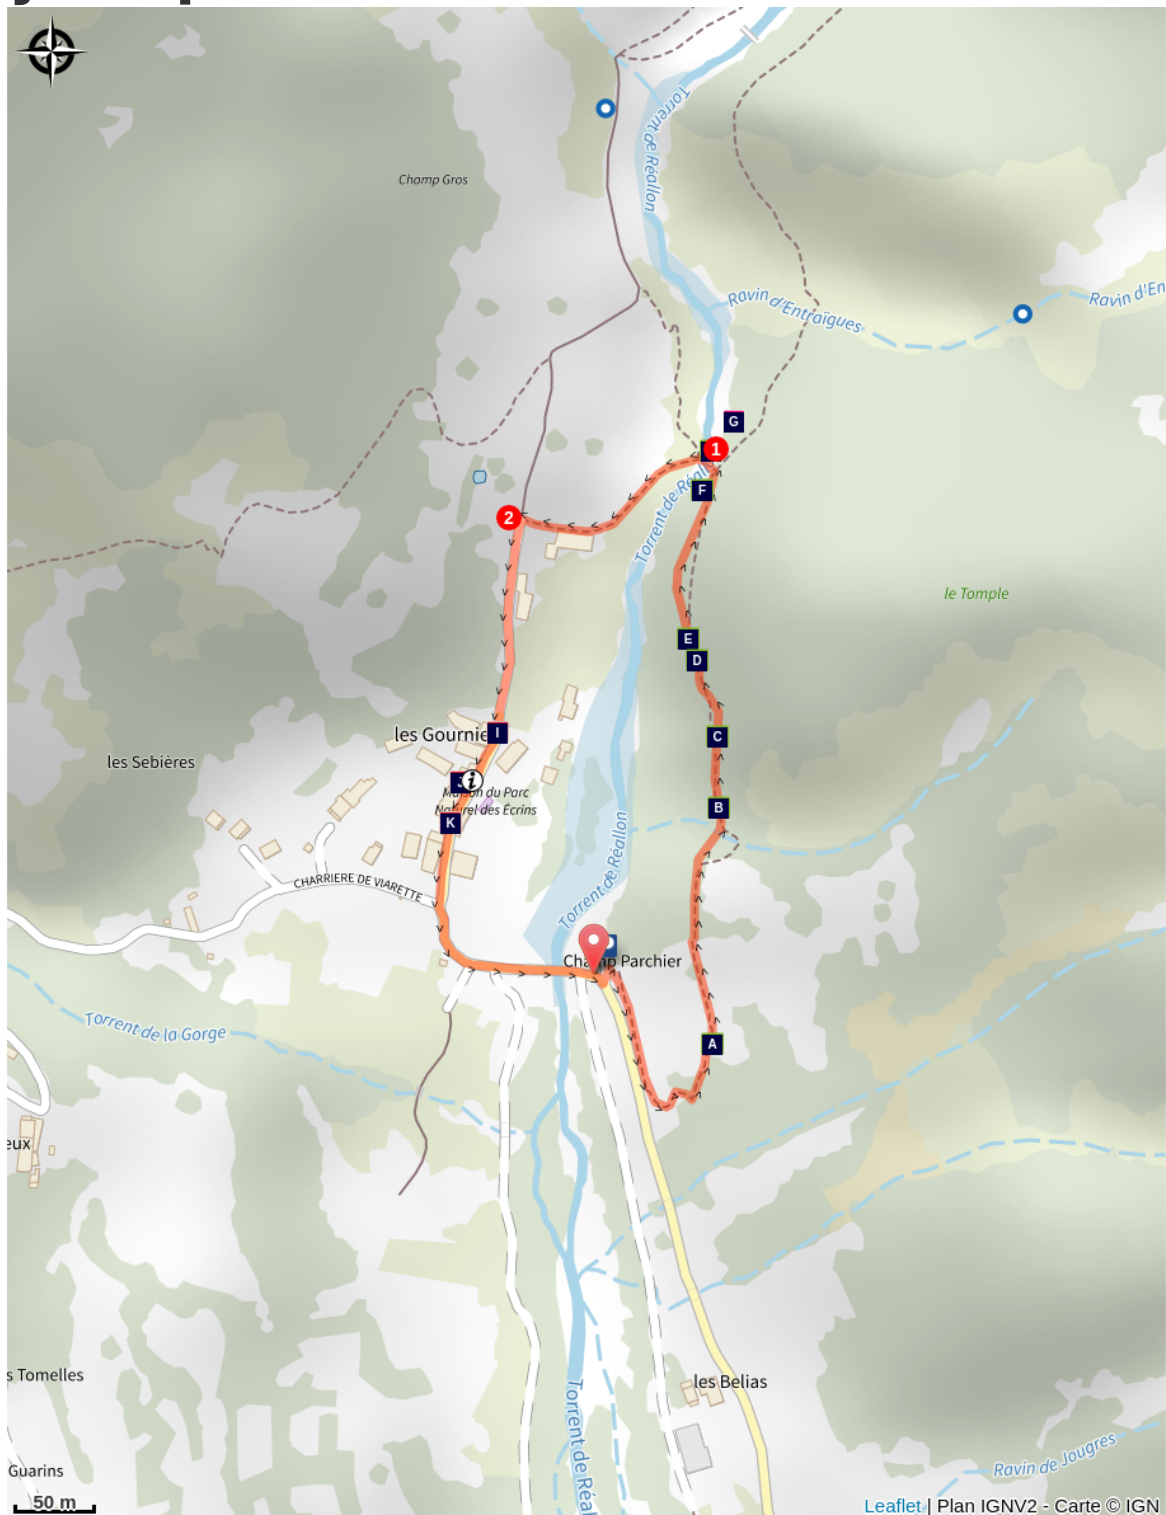 Torrent de Réallon
Champ Gros
Ravin d'Entraigues
Ravin d'En
G
1
F
Torrent de Réallo
2
le Tomple
E
D
les Gournie
I
C
les Sebières
J
i
Maison du Parc
Naturel des Écrins
B
K
CHARRIERE DE VIARETTE
Torrent de Réallon
Champ Parchier
Torrent de la Gorge
A
eux
s Tomelles
les Belias
Torrent de Réal
Ravin de Jougres
Guarins
50 m
Leaflet | Plan IGNV2 - Carte © IGN